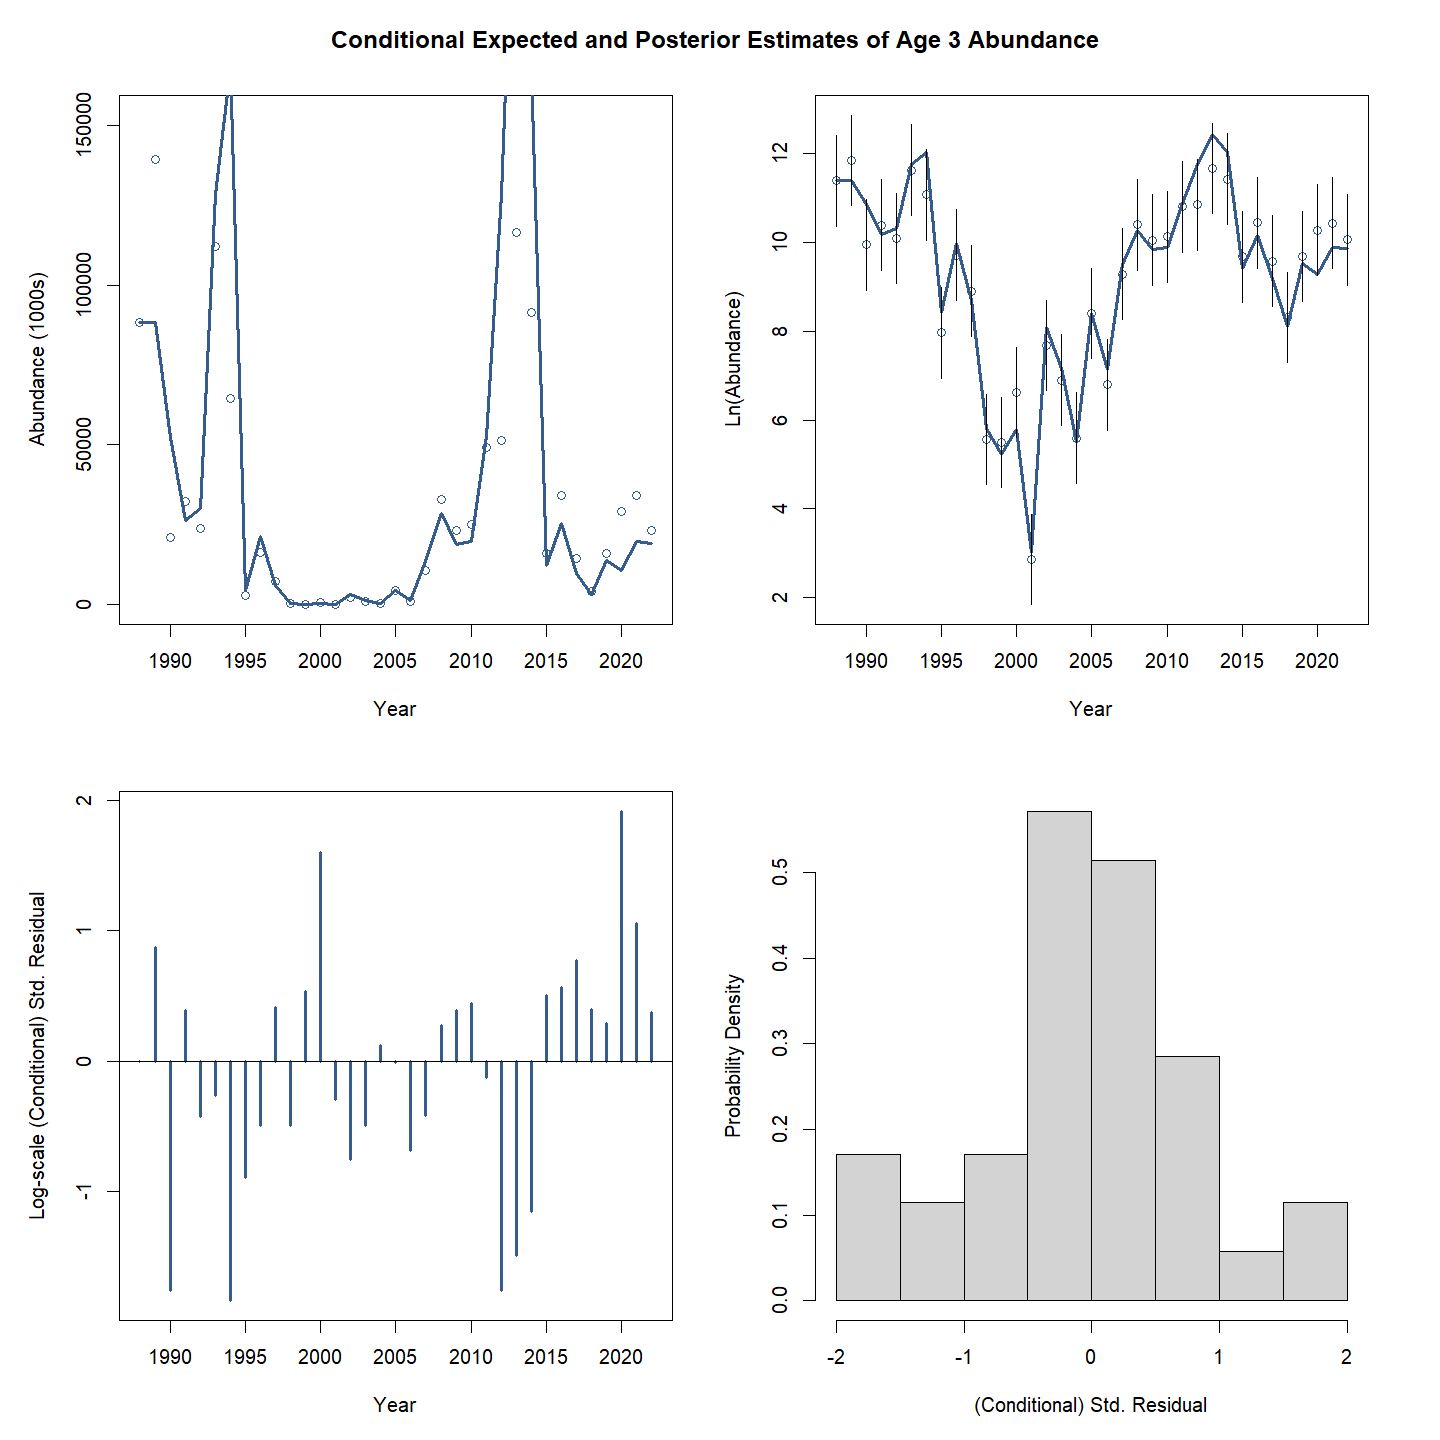 Conditional Expected and Posterior Estimates of Age 3 Abundance
Abundance (1000s)
150000
100000
50000
0
1990 1995 2000 2005 2010 2015 2020
Year
Ln(Abundance)
12
10
8
6
4
2
1990 1995 2000 2005 2010 2015 2020
Year
Log-scale (Conditional) Std. Residual
2
1
0
-1
1990 1995 2000 2005 2010 2015 2020
Year
Probability Density
0.5
0.4
0.3
0.2
0.1
0.0
-2 -1 0 1 2
(Conditional) Std. Residual